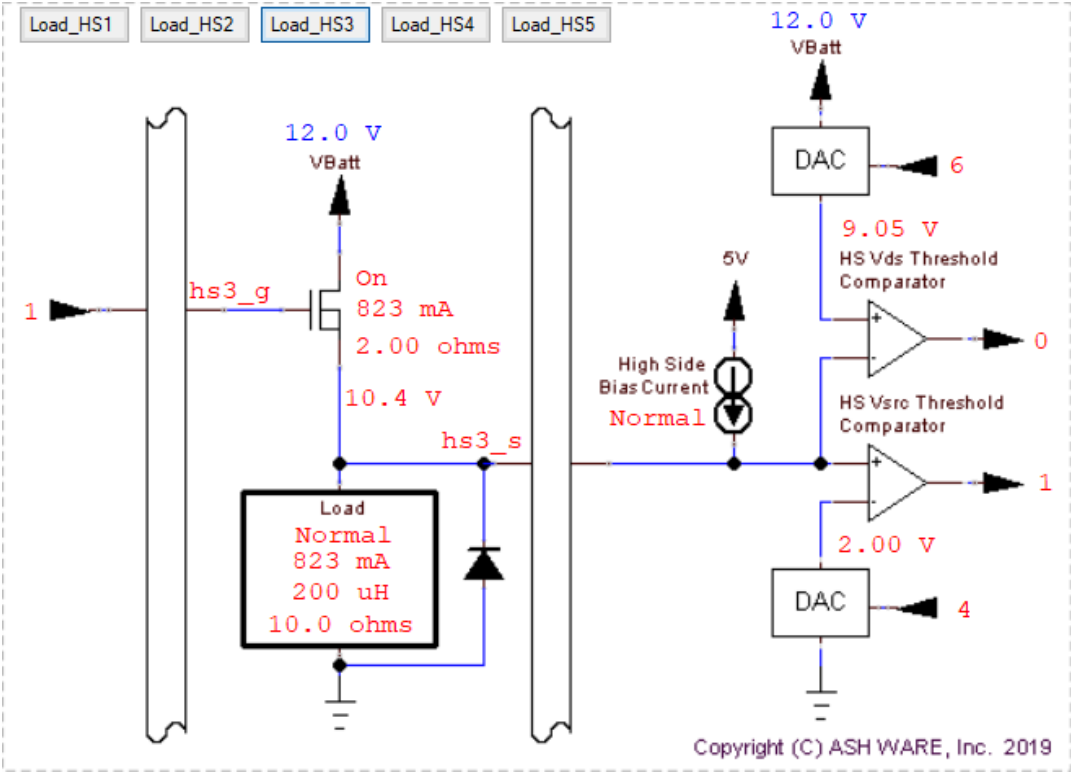 Load_HS1 Load_HS2 Load_HS3 Load_HS4 Load_HS5
12.0 V
VBatt
DAC
6
9.05 V
HS Vds Threshold
Comparator
+
-
0
12.0 V
VBatt
1
hs3_g
On
823 mA
2.00 ohms
10.4 V
hs3_s
5V
High Side
Bias Current
Normal
HS Vsrc Threshold
Comparator
+
-
1
2.00 V
DAC
4
Load
Normal
823 mA
200 uH
10.0 ohms
Copyright (C) ASH WARE, Inc. 2019